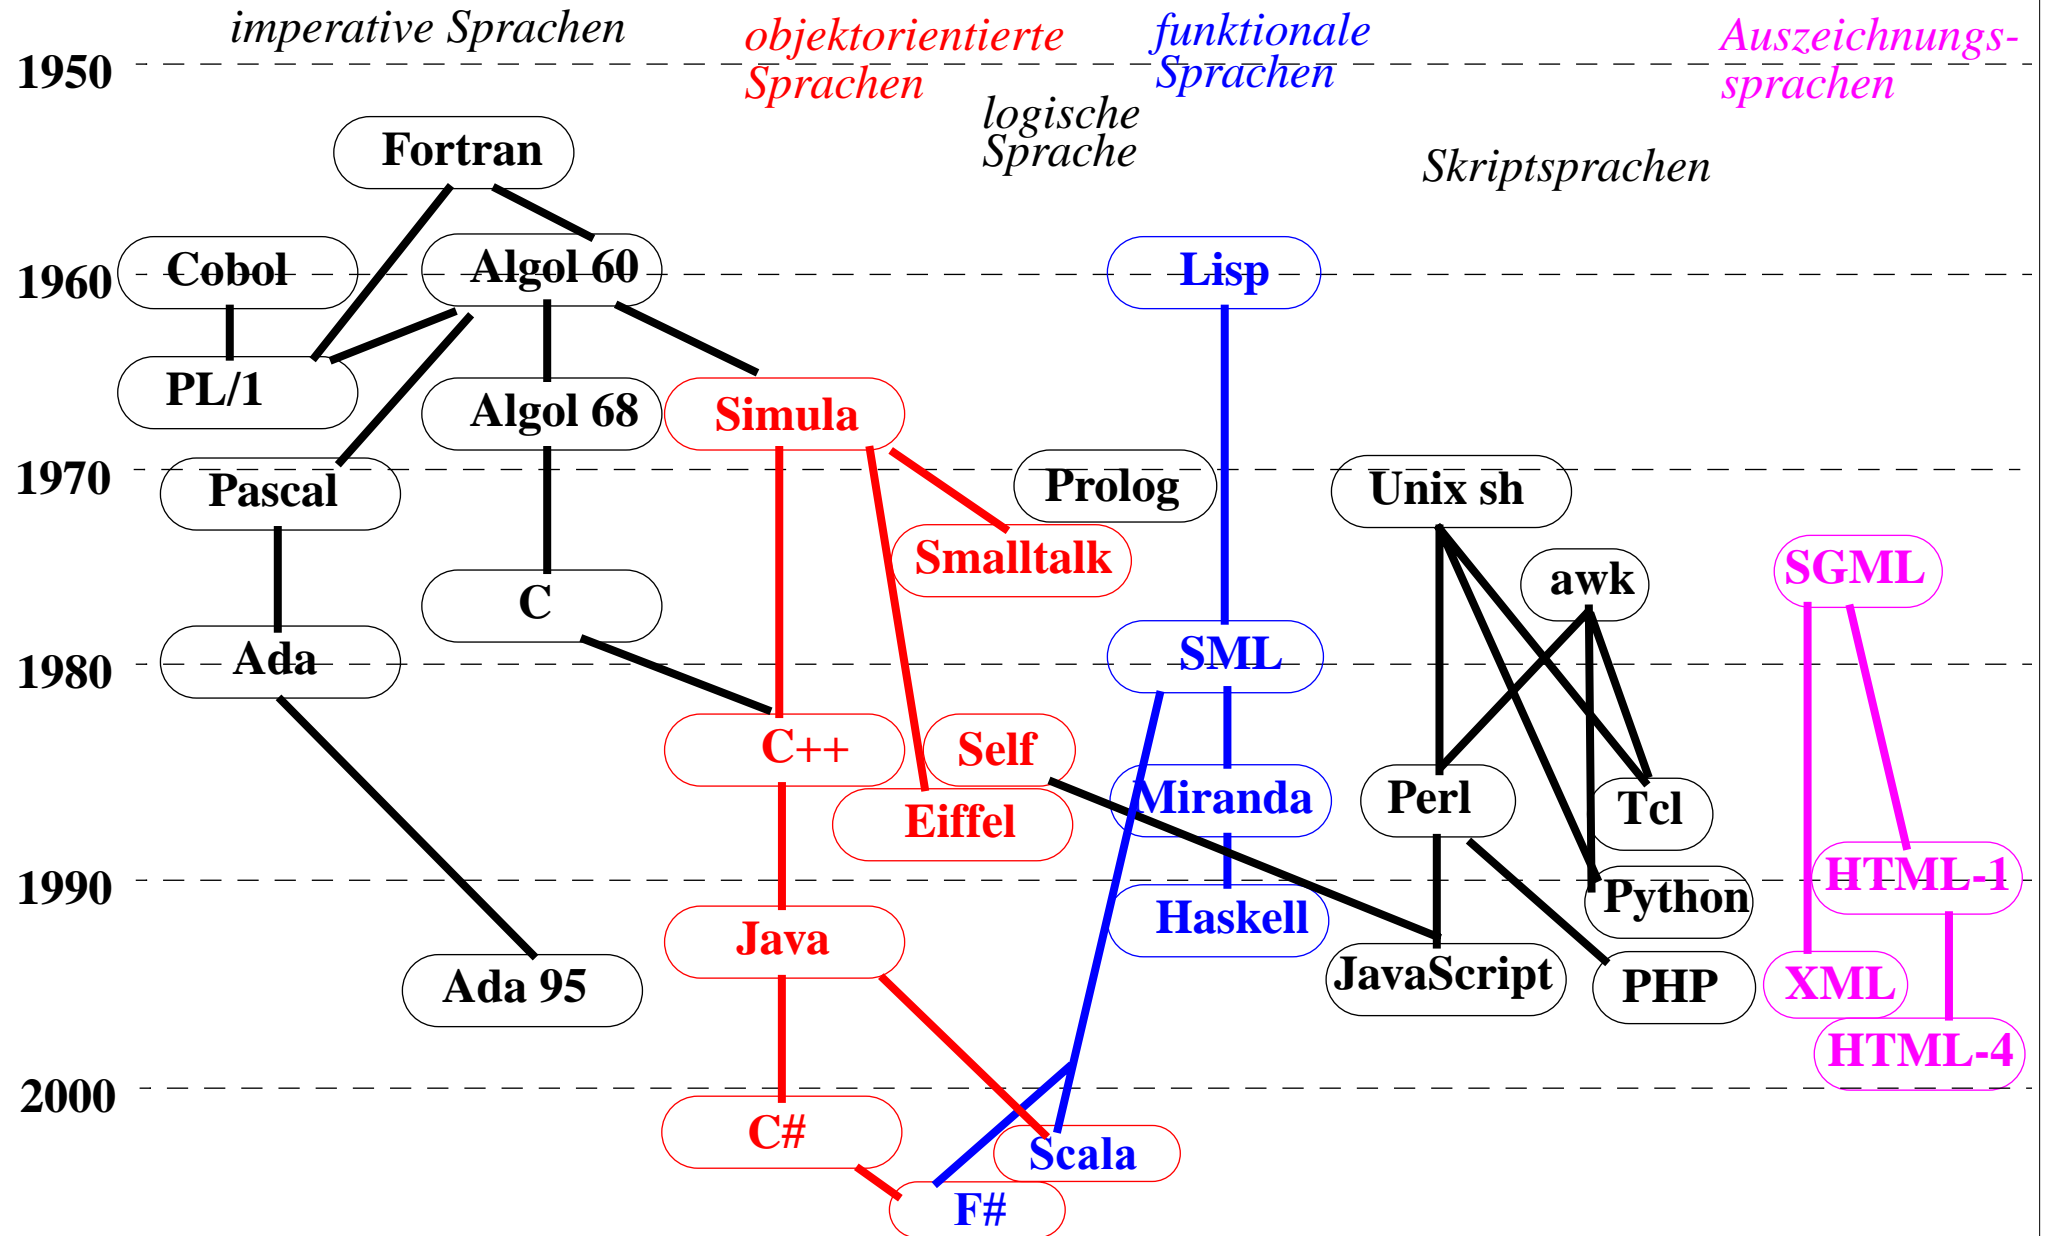 imperative Sprachen
objektorientierte
Sprachen
funktionale
Sprachen
Auszeichnungs-
sprachen
1950
logische
Sprache
Skriptsprachen
Fortran
Cobol
Algol 60
Lisp
1960
PL/1
Algol 68
Simula
1970
Pascal
Prolog
Unix sh
Smalltalk
awk
SGML
C
Ada
SML
1980
C++
Self
Miranda
Perl
Tcl
Eiffel
HTML-1
1990
Python
Haskell
Java
JavaScript
Ada 95
PHP
XML
HTML-4
2000
C#
Scala
F#